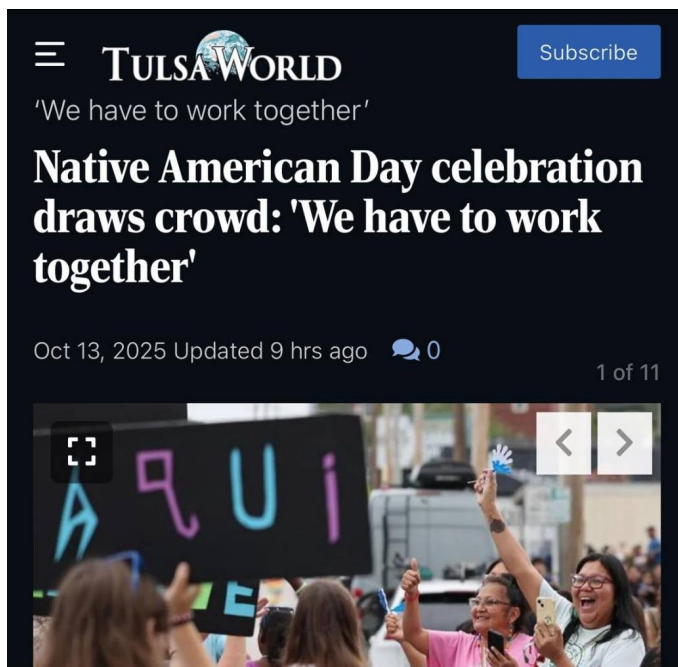 TULSA WORLD
Subscribe
‘We have to work together’
Native American Day celebration
draws crowd: 'We have to work
together'
Oct 13, 2025 Updated 9 hrs ago 0
1 of 11
AqUi